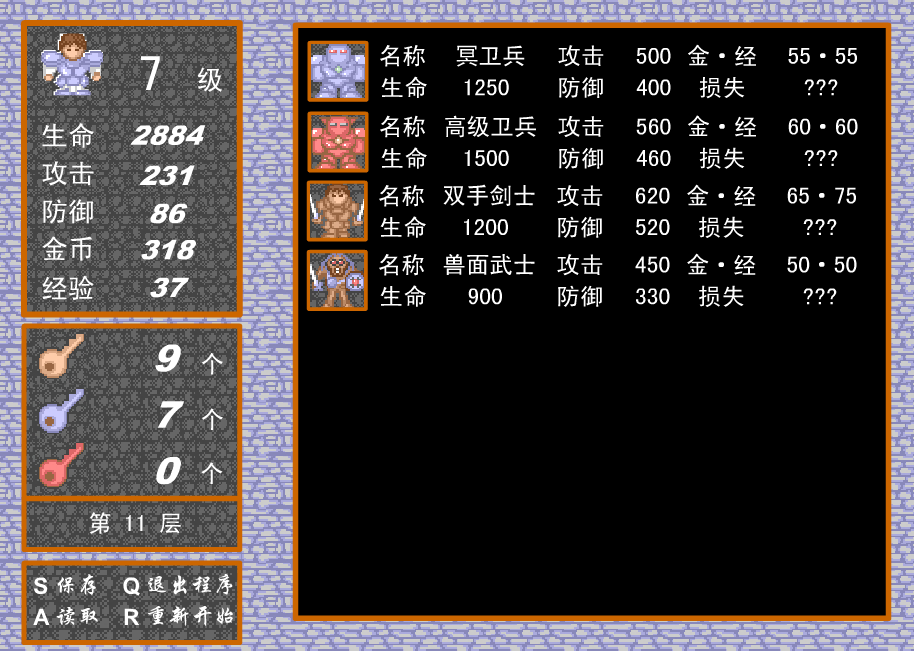 7 级
生命 2884
攻击 231
防御 86
金币 318
经验 37
9 个
7 个
0 个
第 11 层
S 保存 Q 退出程序
A 读取 R 重新开始
名称 冥卫兵 攻击 500 金·经 55·55
生命 1250 防御 400 损失 ???
名称 高级卫兵 攻击 560 金·经 60·60
生命 1500 防御 460 损失 ???
名称 双手剑士 攻击 620 金·经 65·75
生命 1200 防御 520 损失 ???
名称 兽面武士 攻击 450 金·经 50·50
生命 900 防御 330 损失 ???